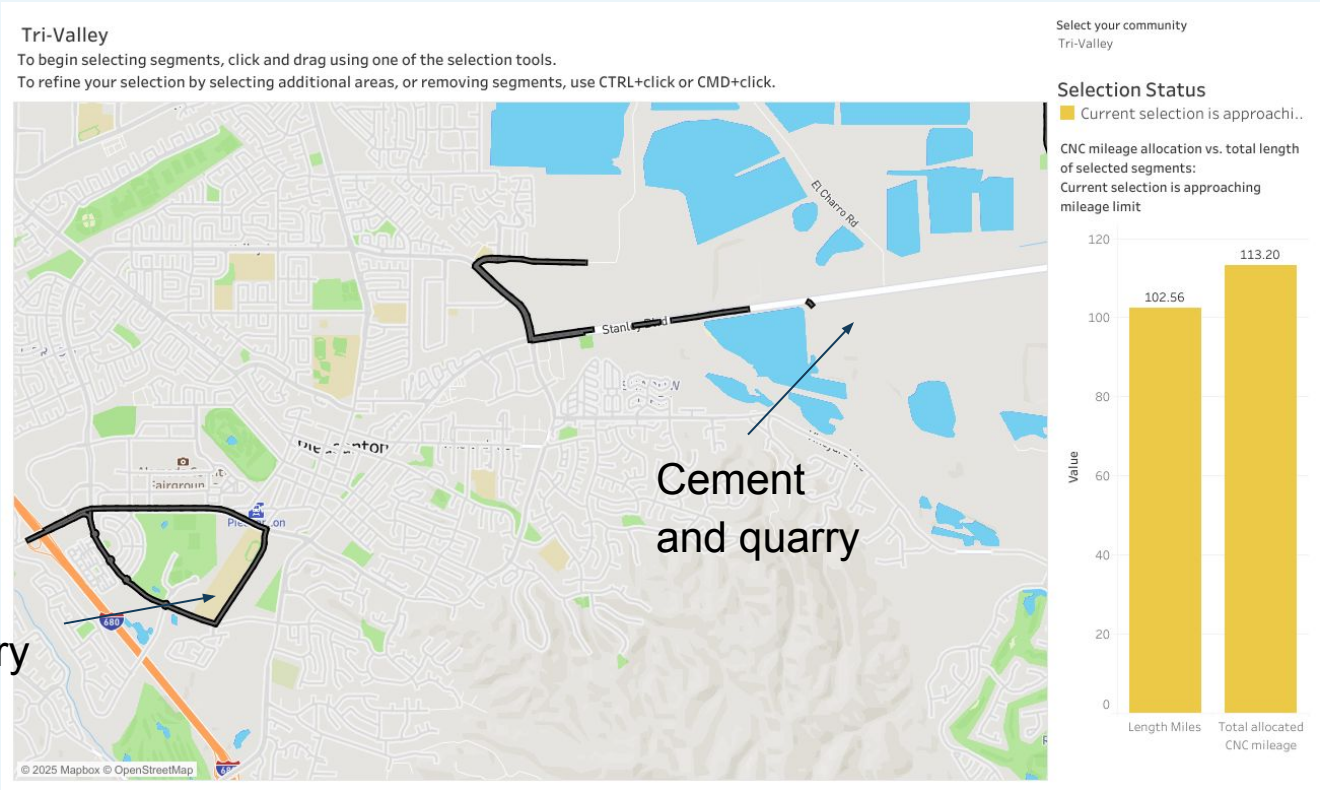 Tri-Valley
To begin selecting segments, click and drag using one of the selection tools.
To refine your selection by selecting additional areas, or removing segments, use CTRL+click or CMD+click.
Select your community
Tri-Valley
Selection Status
Current selection is approachi..
CNC mileage allocation vs. total length
of selected segments:
Current selection is approaching
mileage limit
El Charro Rd
Stanley Blvd
Cement
and quarry
ry
680
© 2025 Mapbox © OpenStreetMap
Value
120
100
80
60
40
20
0
102.56
113.20
Length Miles
Total allocated
CNC mileage